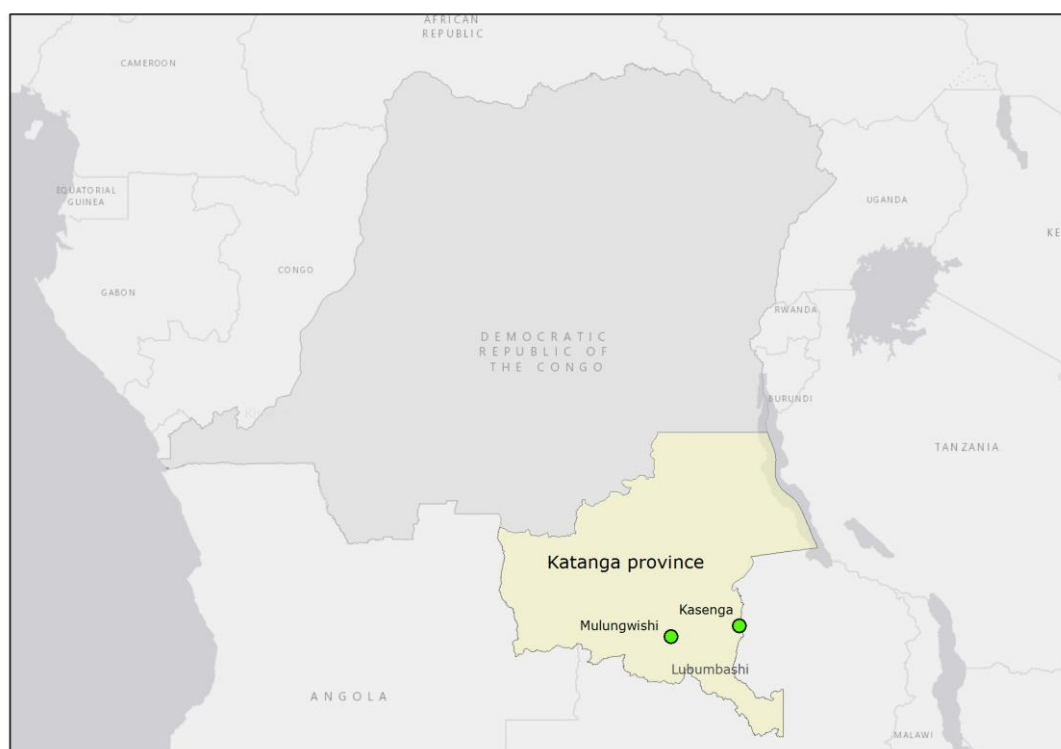 AFRICAN
REPUBLIC
CAMEROON
EQUATORIAL
GUINEA
UGANDA
KE
CONGO
GABON
RWANDA
DEMOCRATIC
REPUBLIC OF
THE CONGO
BURUNDI
TANZANIA
Katanga province
Kasenga
Mulungwishi
Lubumbashi
ANGOLA
MALAWI